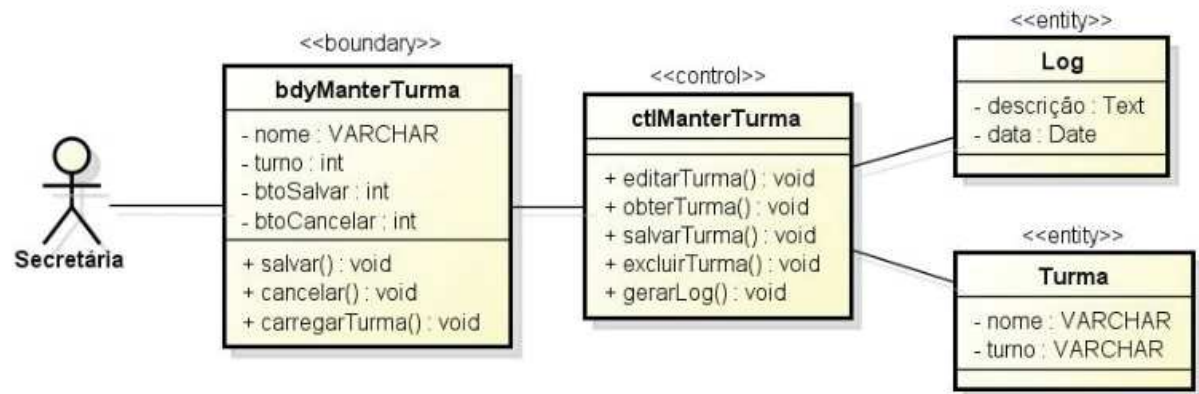 Secretária
<<boundary>>
bdyManterTurma
- nome : VARCHAR
- turno : int
- btoSalvar : int
- btoCancelar : int
+ salvar() : void
+ cancelar() : void
+ carregarTurma() : void
<<control>>
ctlManterTurma
+ editarTurma() : void
+ obterTurma() : void
+ salvarTurma() : void
+ excluirTurma() : void
+ gerarLog() : void
<<entity>>
Log
- descrição : Text
- data : Date
<<entity>>
Turma
- nome : VARCHAR
- turno : VARCHAR